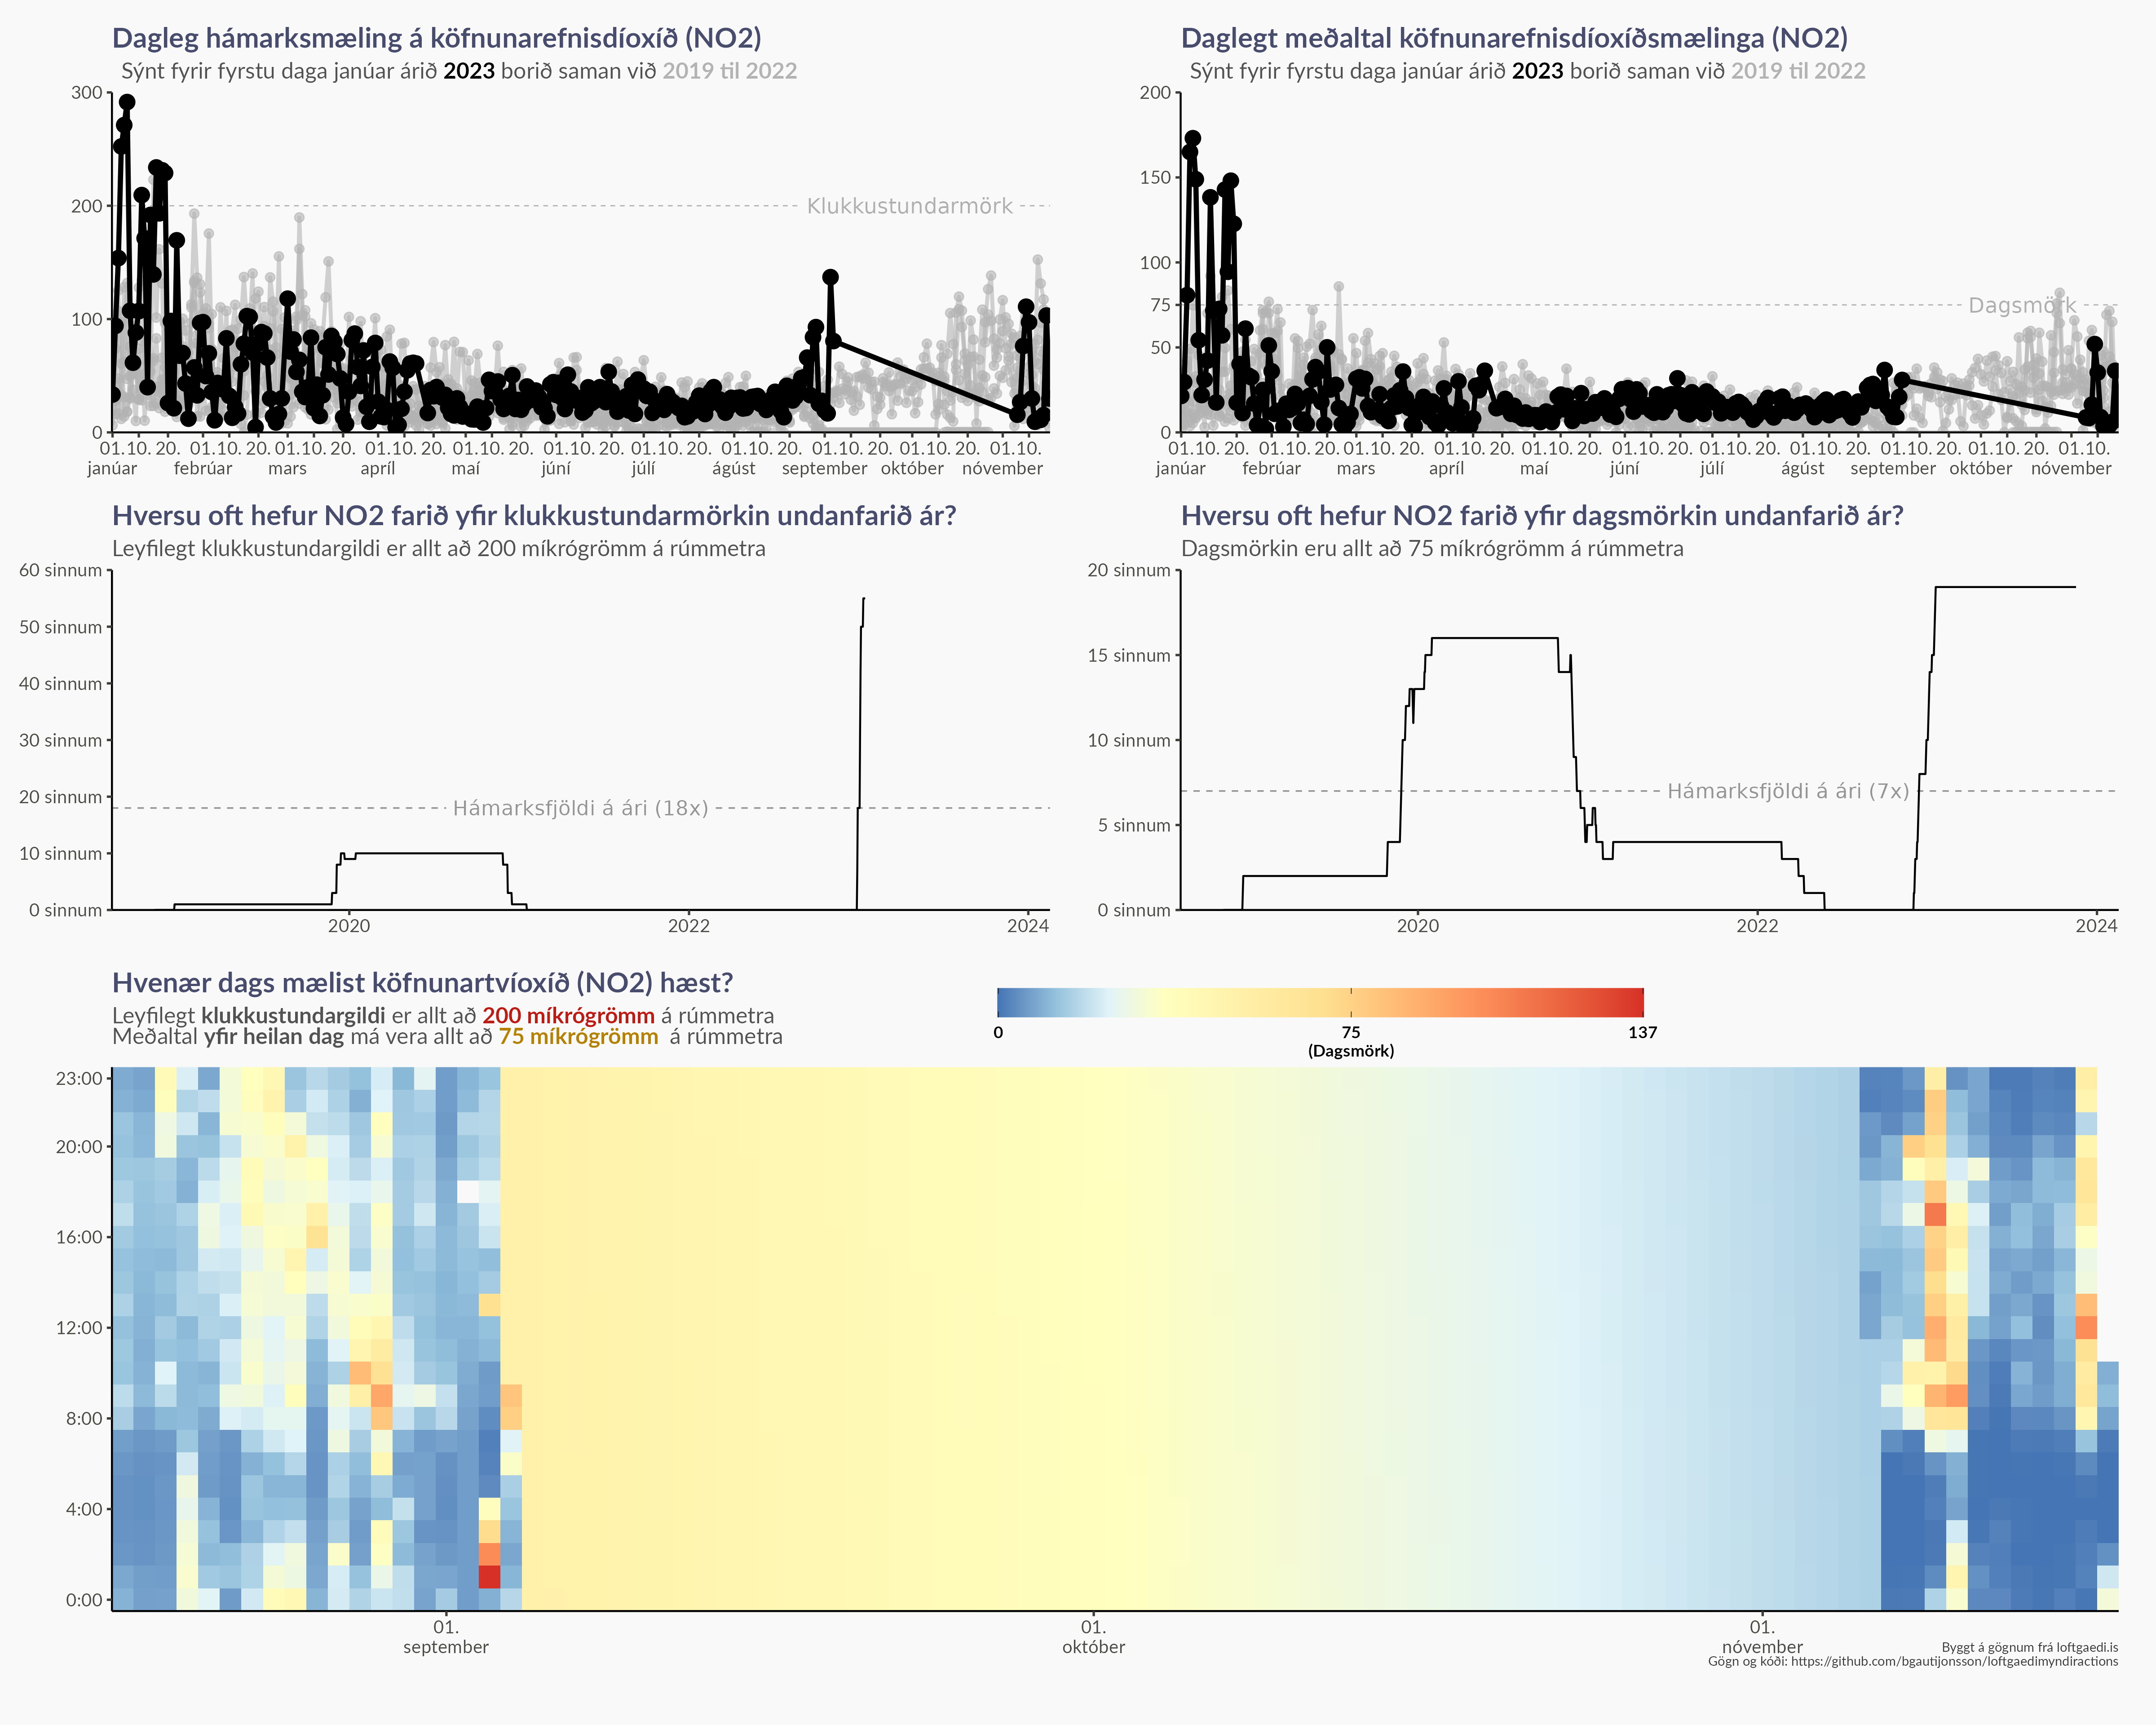 Dagleg hámarksmæling á köfnunarefnisdíoxíð (NO2)
Sýnt fyrir fyrstu daga janúar árið 2023 borið saman við 2019 til 2022
300
200
100
0
Klukkustundarmörk
01. 10. 20. 01. 10. 20. 01. 10. 20. 01. 10. 20. 01. 10. 20. 01. 10. 20. 01. 10. 20. 01. 10. 20. 01. 10. 20. 01. 10. 20. 01. 10.
janúar febrúar mars apríl maí júní júlí ágúst september október nóvember
Daglegt meðaltal köfnunarefnisdíoxíðsmælinga (NO2)
Sýnt fyrir fyrstu daga janúar árið 2023 borið saman við 2019 til 2022
200
150
100
75
50
0
Dagsmörk
01. 10. 20. 01. 10. 20. 01. 10. 20. 01. 10. 20. 01. 10. 20. 01. 10. 20. 01. 10. 20. 01. 10. 20. 01. 10. 20. 01. 10. 20. 01. 10.
janúar febrúar mars apríl maí júní júlí ágúst september október nóvember
Hversu oft hefur NO2 farið yfir klukkustundarmörkin undanfarið ár?
Leyfilegt klukkustundargildi er allt að 200 míkrógrömm á rúmmetra
60 sinnum
50 sinnum
40 sinnum
30 sinnum
20 sinnum
10 sinnum
0 sinnum
Hámarksfjöldi á ári (18x)
2020 2022 2024
Hversu oft hefur NO2 farið yfir dagsmörkin undanfarið ár?
Dagsmörkin eru allt að 75 míkrógrömm á rúmmetra
20 sinnum
15 sinnum
10 sinnum
5 sinnum
0 sinnum
Hámarksfjöldi á ári (7x)
2020 2022 2024
Hvenær dags mælist köfnunartvíoxíð (NO2) hæst?
Leyfilegt klukkustundargildi er allt að 200 míkrógrömm á rúmmetra
Meðaltal yfir heilan dag má vera allt að 75 míkrógrömm á rúmmetra
0 75 137
(Dagsmörk)
23:00
20:00
16:00
12:00
8:00
4:00
0:00
01. 01. 01.
september október nóvember
Byggt á gögnum frá loftgaedi.is
Gögn og kóði: https://github.com/bgautijonsson/loftgaedimyndiractions